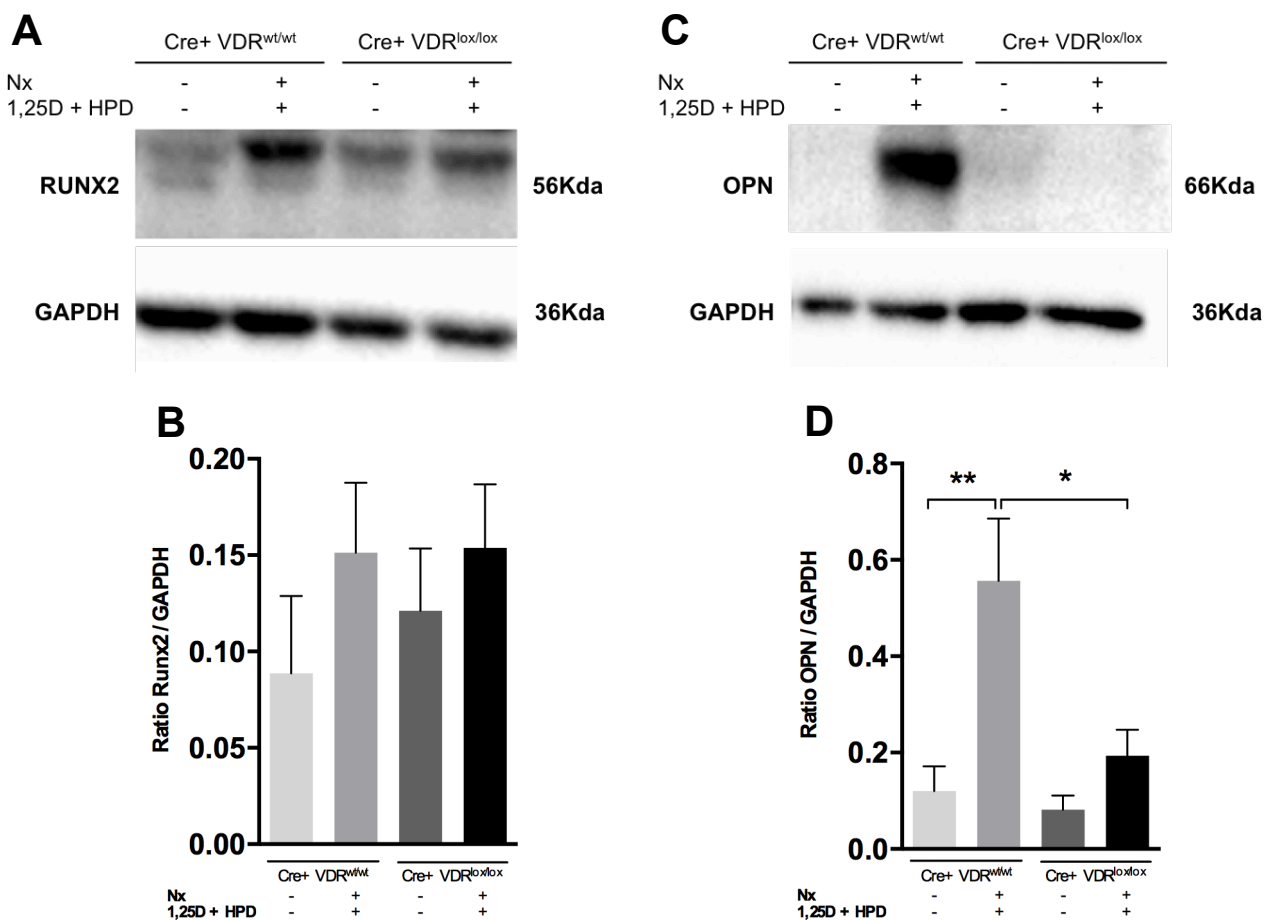 A
Cre+ VDRwt/wt Cre+ VDRlox/lox
Nx - + - +
1,25D + HPD - + - +
RUNX2 56Kda
GAPDH 36Kda
C
Cre+ VDRwt/wt Cre+ VDRlox/lox
Nx - + - +
1,25D + HPD - + - +
OPN 66Kda
GAPDH 36Kda
B
Ratio Runx2 / GAPDH
0.20
0.15
0.10
0.05
0.00
Cre+ VDRwt/wt Cre+ VDRlox/lox
Nx - + - +
1,25D + HPD - + - +
D
Ratio OPN / GAPDH
0.8
0.6
0.4
0.2
0.0
** *
Cre+ VDRwt/wt Cre+ VDRlox/lox
Nx - + - +
1,25D + HPD - + - +